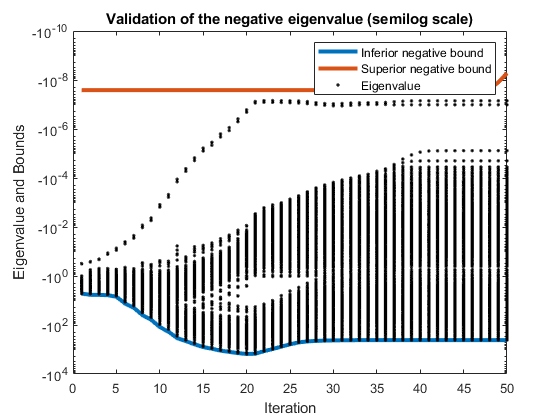 Validation of the negative eigenvalue (semilog scale)
-10^-10
-10^-8
-10^-6
-10^-4
-10^-2
-10^0
-10^2
-10^4
Eigenvalue and Bounds
Inferior negative bound
Superior negative bound
Eigenvalue
0 5 10 15 20 25 30 35 40 45 50
Iteration